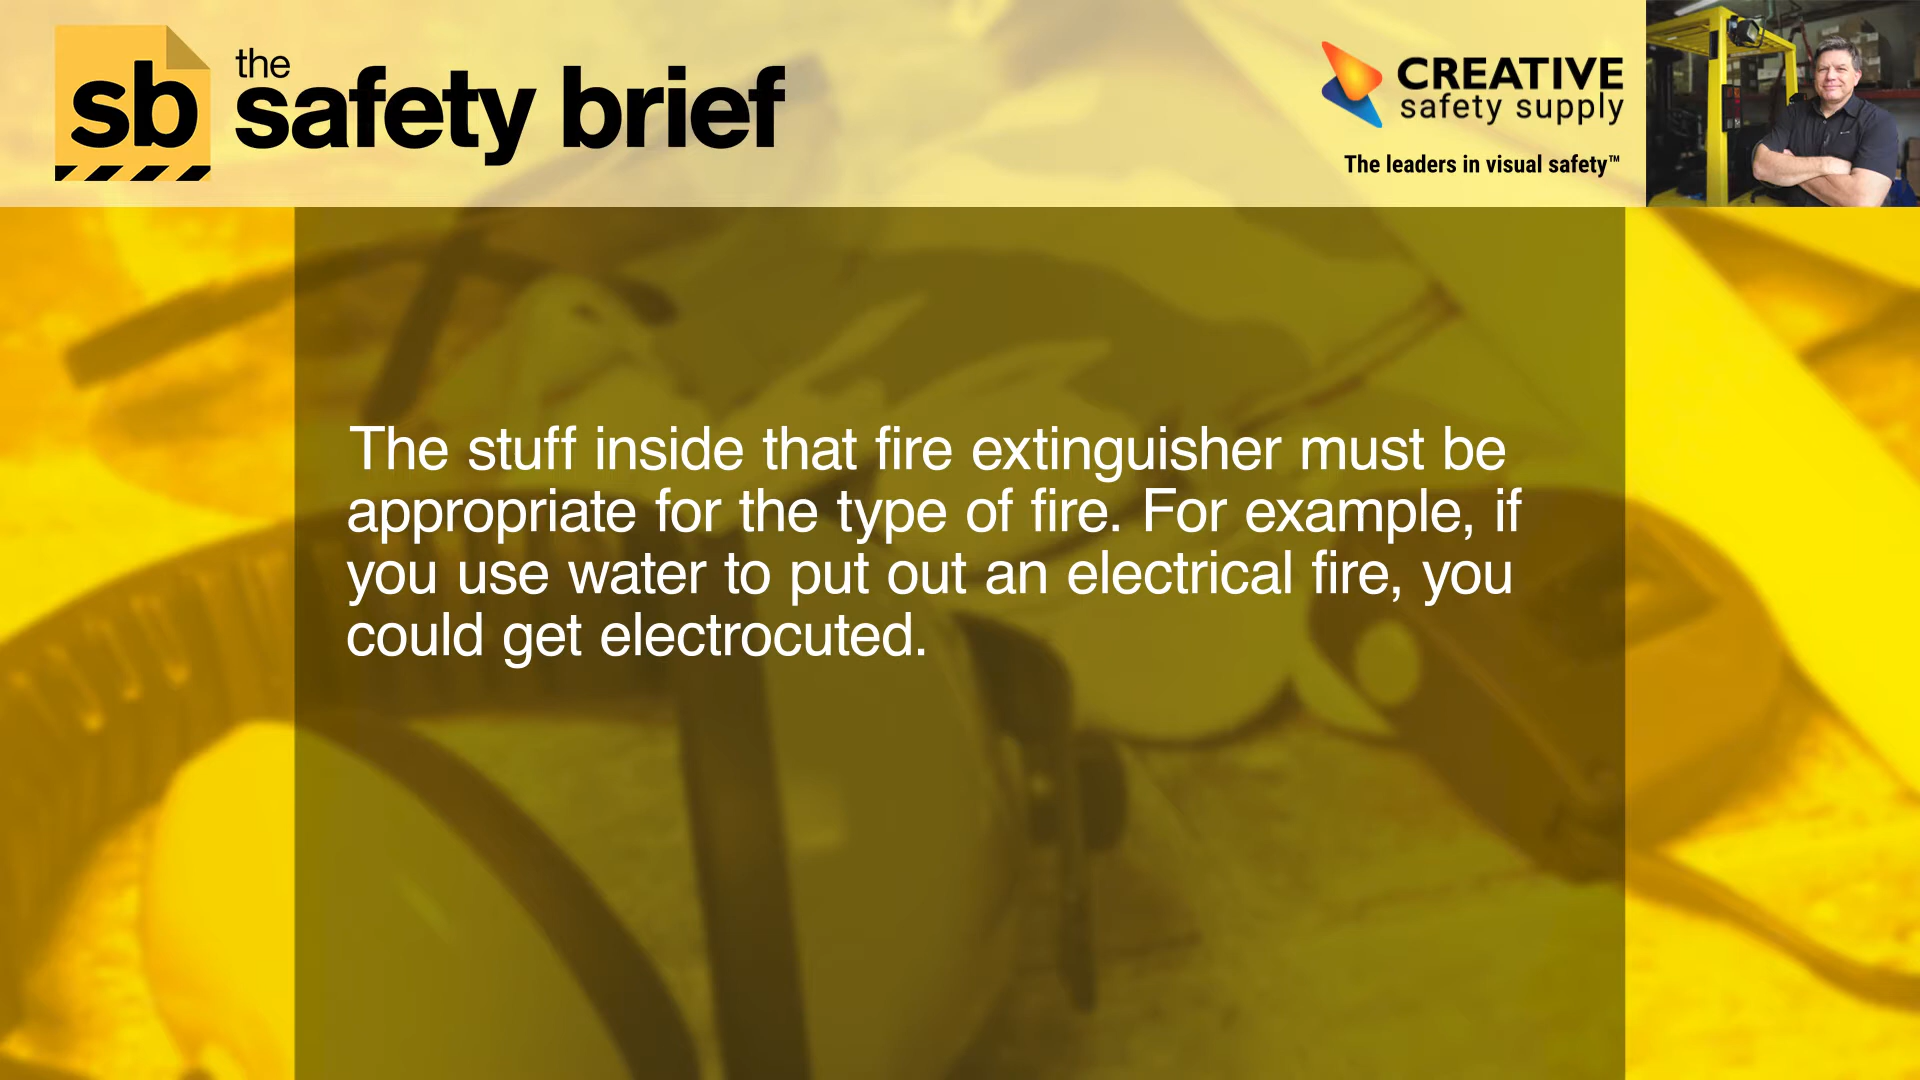 sb
the
safety brief
CREATIVE
safety supply
The leaders in visual safety™
The stuff inside that fire extinguisher must be
appropriate for the type of fire. For example, if
you use water to put out an electrical fire, you
could get electrocuted.